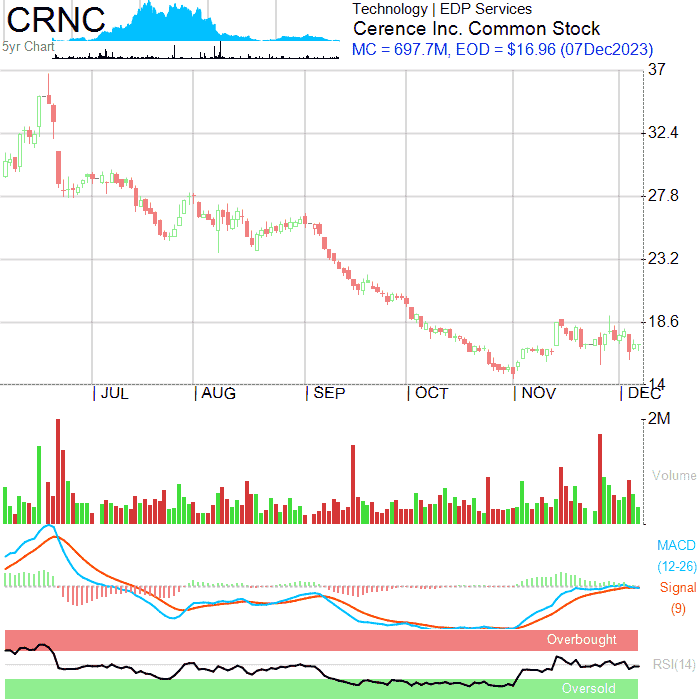 CRNC
5yr Chart
Technology | EDP Services
Cerence Inc. Common Stock
MC = 697.7M, EOD = $16.96 (07Dec2023)
37
32.4
27.8
23.2
18.6
14
JUL
AUG
SEP
OCT
NOV
DEC
2M
Volume
MACD
(12-26)
Signal
(9)
Overbought
RSI(14)
Oversold